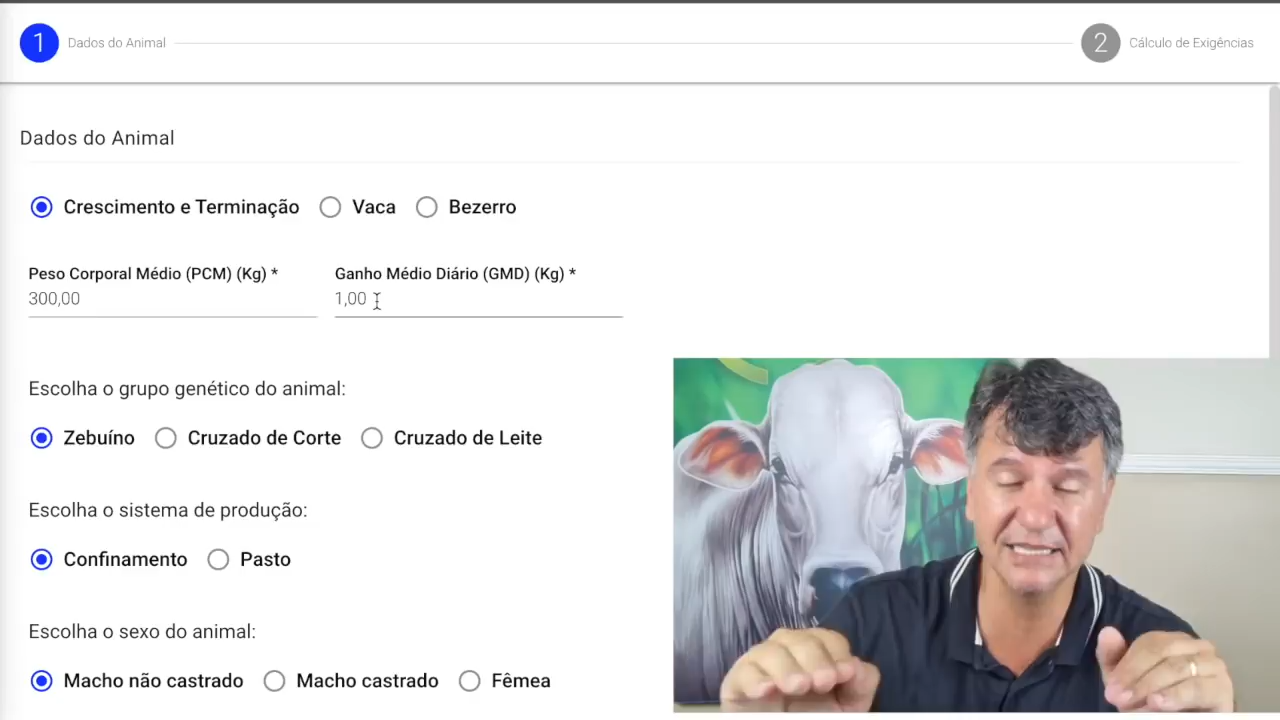 1 Dados do Animal
2 Cálculo de Exigências
Dados do Animal
Crescimento e Terminação Vaca Bezerro
Peso Corporal Médio (PCM) (Kg) * Ganho Médio Diário (GMD) (Kg) *
300,00 1,00
Escolha o grupo genético do animal:
Zebuíno Cruzado de Corte Cruzado de Leite
Escolha o sistema de produção:
Confinamento Pasto
Escolha o sexo do animal:
Macho não castrado Macho castrado Fêmea